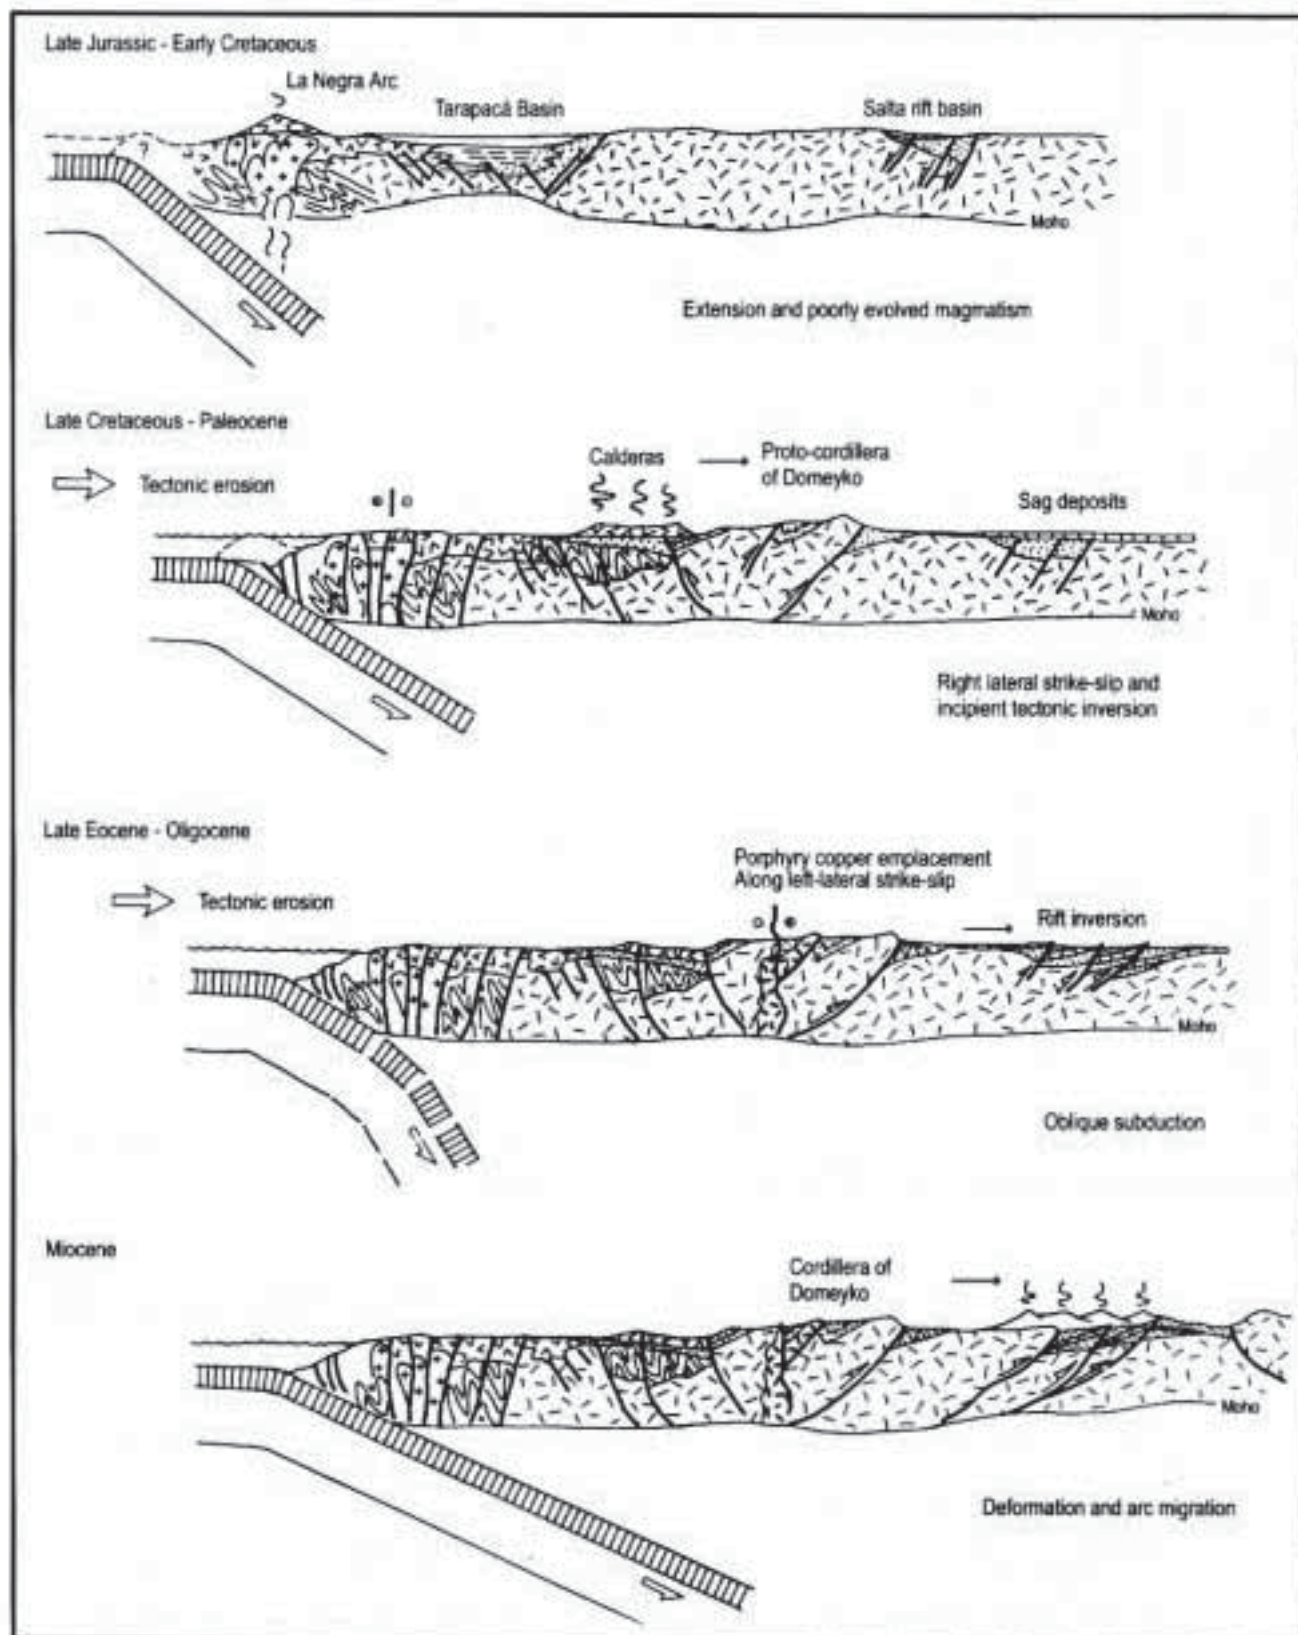 Late Jurassic - Early Cretaceous
La Negra Arc
Tarapacá Basin
Salta rift basin
Moho
Extension and poorly evolved magmatism
Late Cretaceous - Paleocene
Tectonic erosion
Calderas
Proto-cordillera
of Domeyko
Sag deposits
Moho
Right lateral strike-slip and
incipient tectonic inversion
Late Eocene - Oligocene
Tectonic erosion
Porphyry copper emplacement
Along left-lateral strike-slip
Rift inversion
Moho
Oblique subduction
Miocene
Cordillera of
Domeyko
Moho
Deformation and arc migration